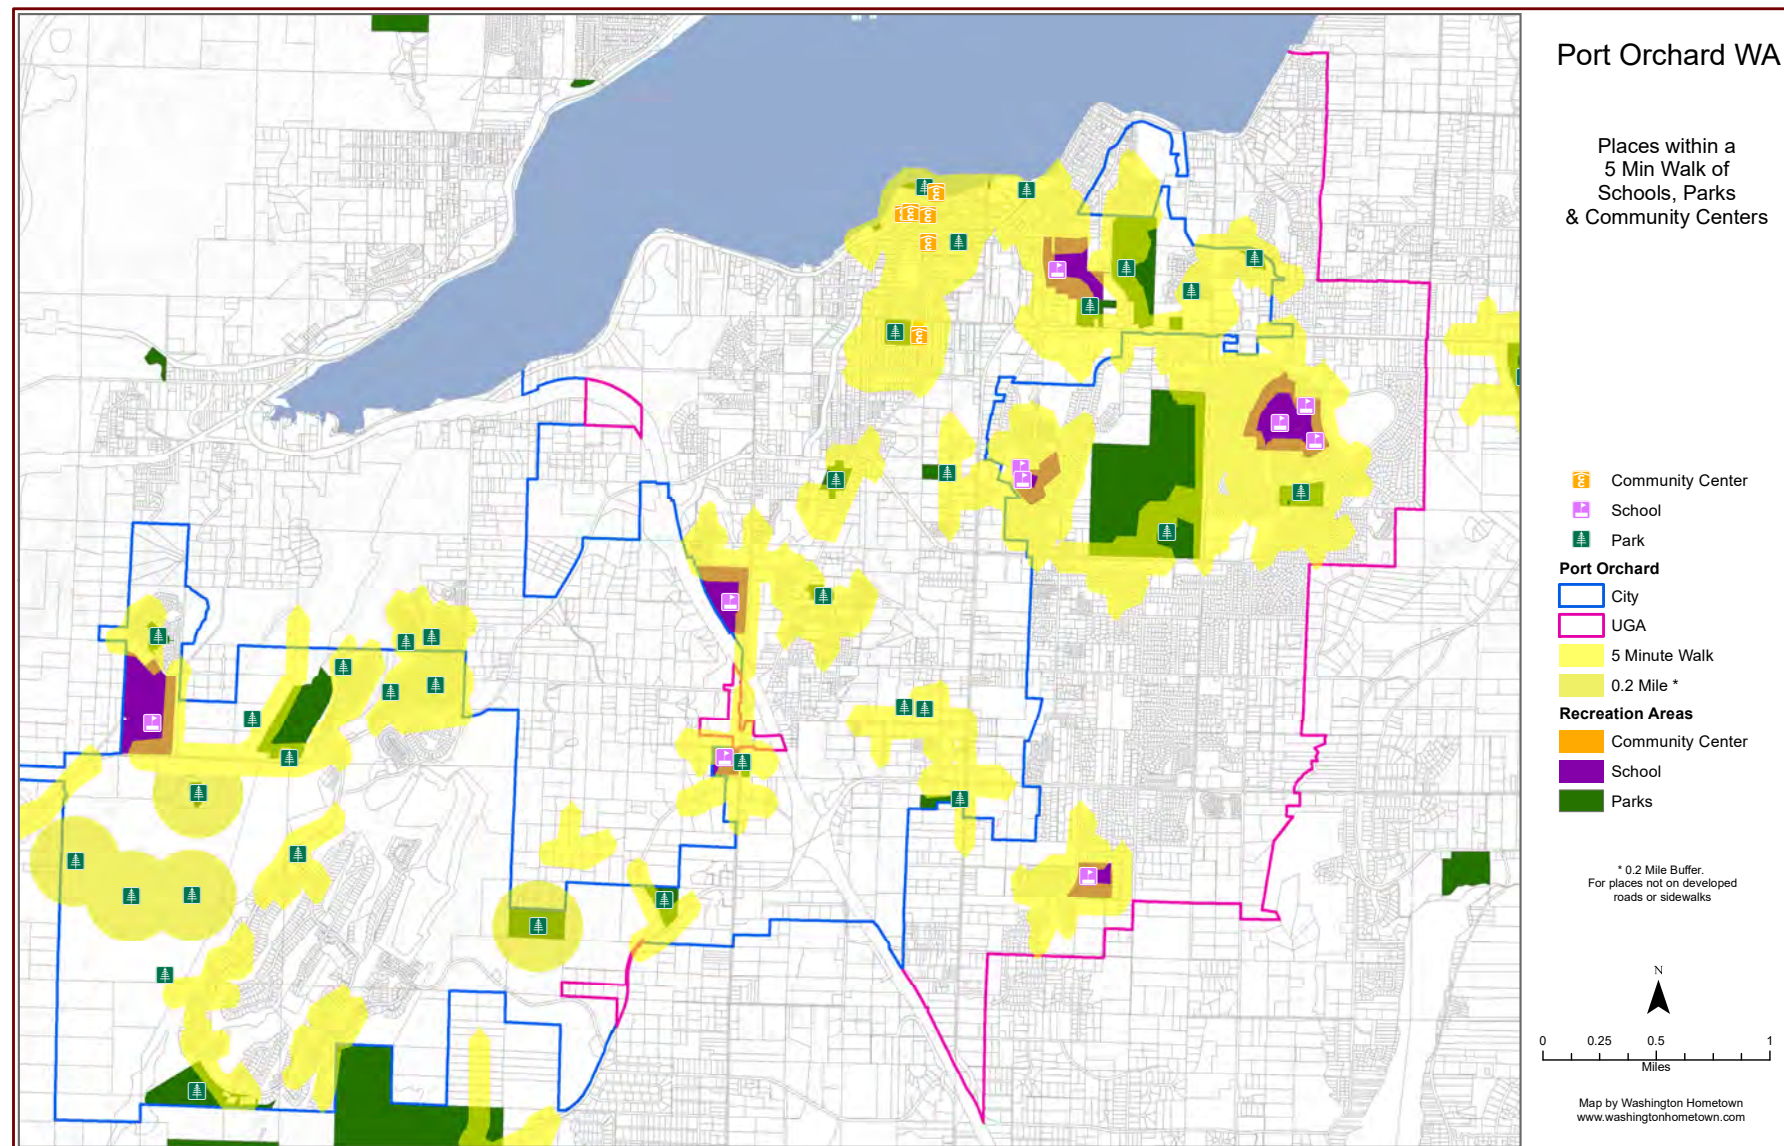 Port Orchard WA
Places within a
5 Min Walk of
Schools, Parks
& Community Centers
Community Center
School
Park
Port Orchard
City
UGA
5 Minute Walk
0.2 Mile *
Recreation Areas
Community Center
School
Parks
* 0.2 Mile Buffer.
For places not on developed
roads or sidewalks
N
0 0.25 0.5 1
Miles
Map by Washington Hometown
www.washingtonhometown.com